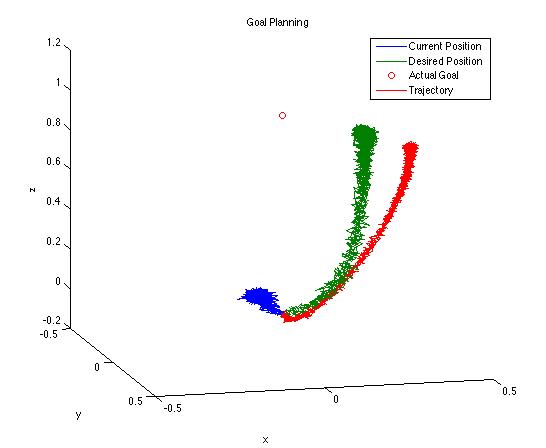 Goal Planning
Current Position
Desired Position
Actual Goal
Trajectory
1.2
1
0.8
0.6
0.4
0.2
0
-0.2
z
-0.5
0
0.5
y
-0.5
0
0.5
x